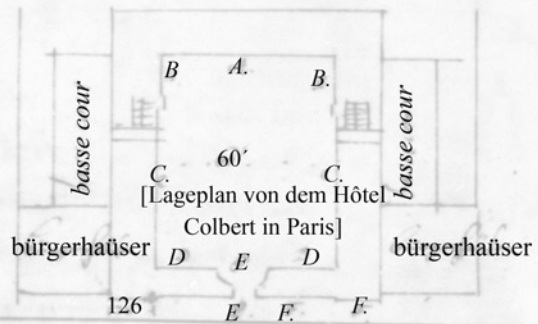 B A. B.
basse cour
basse cour
60´
C. C.
[Lageplan von dem Hôtel
Colbert in Paris]
bürgerhaüser
bürgerhaüser
D E D
126 E F. F.